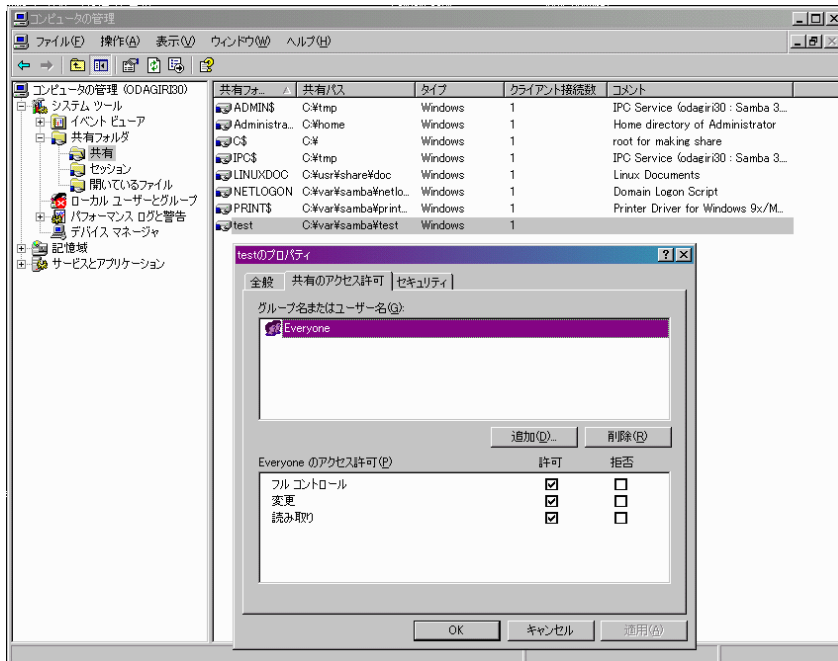 コンピュータの管理
ファイル(F) 操作(A) 表示(V) ウィンドウ(W) ヘルプ(H)
コンピュータの管理 (ODAGIRI30)
システム ツール
イベント ビューア
共有フォルダ
共有
セッション
開いているファイル
ローカル ユーザーとグループ
パフォーマンス ログと警告
デバイス マネージャ
記憶域
サービスとアプリケーション
共有フォ... 共有パス タイプ クライアント接続数 コメント
ADMIN$ C:¥tmp Windows 1 IPC Service (odagiri30 : Samba 3...
Administra... C:¥home Windows 1 Home directory of Administrator
C$ C:¥ Windows 1 root for making share
IPC$ C:¥tmp Windows 1 IPC Service (odagiri30 : Samba 3...
LINUXDOC C:¥usr¥share¥doc Windows 1 Linux Documents
NETLOGON C:¥var¥samba¥netlo... Windows 1 Domain Logon Script
PRINT$ C:¥var¥samba¥print... Windows 1 Printer Driver for Windows 9x/M...
test C:¥var¥samba¥test Windows 1
testのプロパティ
全般 共有のアクセス許可 セキュリティ
グループ名またはユーザー名(G):
Everyone
追加(D)... 削除(R)
Everyone のアクセス許可(P) 許可 拒否
フル コントロール
変更
読み取り
OK キャンセル 適用(A)